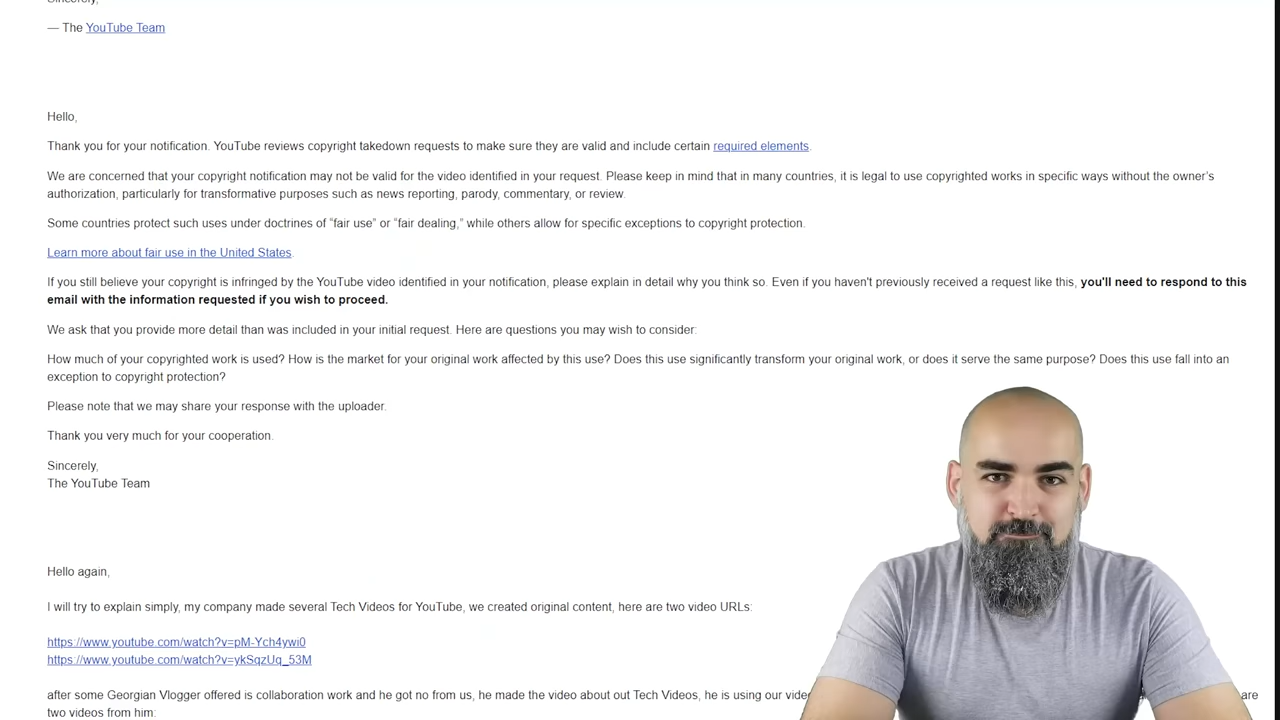 — The YouTube Team
Hello,
Thank you for your notification. YouTube reviews copyright takedown requests to make sure they are valid and include certain required elements.
We are concerned that your copyright notification may not be valid for the video identified in your request. Please keep in mind that in many countries, it is legal to use copyrighted works in specific ways without the owner's
authorization, particularly for transformative purposes such as news reporting, parody, commentary, or review.
Some countries protect such uses under doctrines of “fair use” or “fair dealing,” while others allow for specific exceptions to copyright protection.
Learn more about fair use in the United States.
If you still believe your copyright is infringed by the YouTube video identified in your notification, please explain in detail why you think so. Even if you haven't previously received a request like this, you'll need to respond to this
email with the information requested if you wish to proceed.
We ask that you provide more detail than was included in your initial request. Here are questions you may wish to consider:
How much of your copyrighted work is used? How is the market for your original work affected by this use? Does this use significantly transform your original work, or does it serve the same purpose? Does this use fall into an
exception to copyright protection?
Please note that we may share your response with the uploader.
Thank you very much for your cooperation.
Sincerely,
The YouTube Team
Hello again,
I will try to explain simply, my company made several Tech Videos for YouTube, we created original content, here are two video URLs:
https://www.youtube.com/watch?v=pM-Ych4ywi0
https://www.youtube.com/watch?v=ykSqzUq_53M
after some Georgian Vlogger offered is collaboration work and he got no from us, he made the video about out Tech Videos, he is using our are
two videos from him: